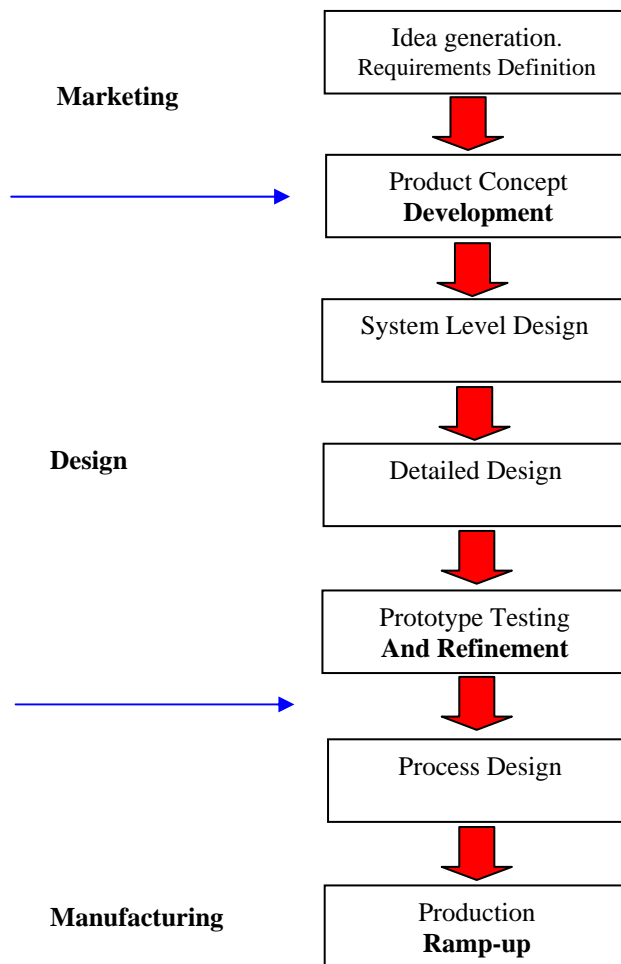 Idea generation.
Requirements Definition
Marketing
Product Concept
Development
System Level Design
Design
Detailed Design
Prototype Testing
And Refinement
Process Design
Manufacturing
Production
Ramp-up